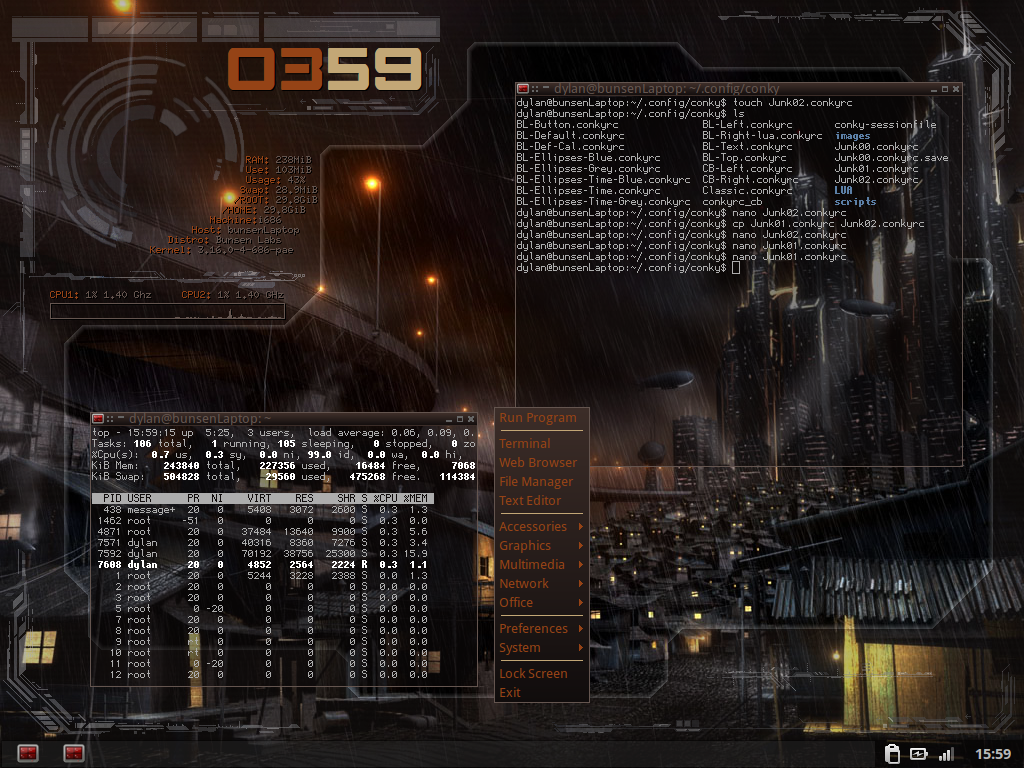 0359
RAM: 238MiB
Use: 103MiB
Usage: 43%
Swap: 28.9MiB
/ROOT: 29.8GiB
/HOME: 29.8GiB
Machine:i686
Host: bunsenLaptop
Distro: Bunsen Labs
Kernel: 3.16.0-4-686-pae
CPU1: 1% 1.40 Ghz CPU2: 1% 1.40 GHz
dylan@bunsenLaptop: ~/.config/conky
dylan@bunsenLaptop:~/.config/conky$ touch Junk02.conkyrc
dylan@bunsenLaptop:~/.config/conky$ ls
BL-Button.conkyrc BL-Left.conkyrc conky-sessionfile
BL-Default.conkyrc BL-Right-lua.conkyrc images
BL-Def-Cal.conkyrc BL-Text.conkyrc Junk00.conkyrc
BL-Ellipses-Blue.conkyrc BL-Top.conkyrc Junk00.conkyrc.save
BL-Ellipses-Grey.conkyrc CB-Left.conkyrc Junk01.conkyrc
BL-Ellipses-Time-Blue.conkyrc CB-Right.conkyrc Junk02.conkyrc
BL-Ellipses-Time.conkyrc Classic.conkyrc LUA
BL-Ellipses-Time-Grey.conkyrc conkyrc_cb scripts
dylan@bunsenLaptop:~/.config/conky$ nano Junk02.conkyrc
dylan@bunsenLaptop:~/.config/conky$ cp Junk01.conkyrc Junk02.conkyrc
dylan@bunsenLaptop:~/.config/conky$ nano Junk02.conkyrc
dylan@bunsenLaptop:~/.config/conky$ nano Junk01.conkyrc
dylan@bunsenLaptop:~/.config/conky$ nano Junk01.conkyrc
dylan@bunsenLaptop:~/.config/conky$
dylan@bunsenLaptop: ~
top - 15:59:15 up 5:25, 3 users, load average: 0.06, 0.09, 0.
Tasks: 106 total, 1 running, 105 sleeping, 0 stopped, 0 zo
%Cpu(s): 0.7 us, 0.3 sy, 0.0 ni, 99.0 id, 0.0 wa, 0.0 hi,
KiB Mem: 243840 total, 227356 used, 16484 free, 7068
KiB Swap: 504828 total, 29560 used, 475268 free. 114384
PID USER PR NI VIRT RES SHR S %CPU %MEM
438 message+ 20 0 5408 3072 2600 S 0.3 1.3
1462 root -51 0 0 0 0 S 0.3 0.0
4871 root 20 0 37484 13640 9900 S 0.3 5.6
7571 dylan 20 0 40316 8360 7276 S 0.3 3.4
7592 dylan 20 0 70192 38756 25300 S 0.3 15.9
7608 dylan 20 0 4852 2564 2224 R 0.3 1.1
1 root 20 0 5244 3228 2388 S 0.0 1.3
2 root 20 0 0 0 0 S 0.0 0.0
3 root 20 0 0 0 0 S 0.0 0.0
5 root 0 -20 0 0 0 S 0.0 0.0
7 root 20 0 0 0 0 S 0.0 0.0
8 root 20 0 0 0 0 S 0.0 0.0
9 root rt 0 0 0 0 S 0.0 0.0
10 root rt 0 0 0 0 S 0.0 0.0
11 root 0 -20 0 0 0 S 0.0 0.0
12 root 20 0 0 0 0 S 0.0 0.0
Run Program
Terminal
Web Browser
File Manager
Text Editor
Accessories
Graphics
Multimedia
Network
Office
Preferences
System
Lock Screen
Exit
15:59